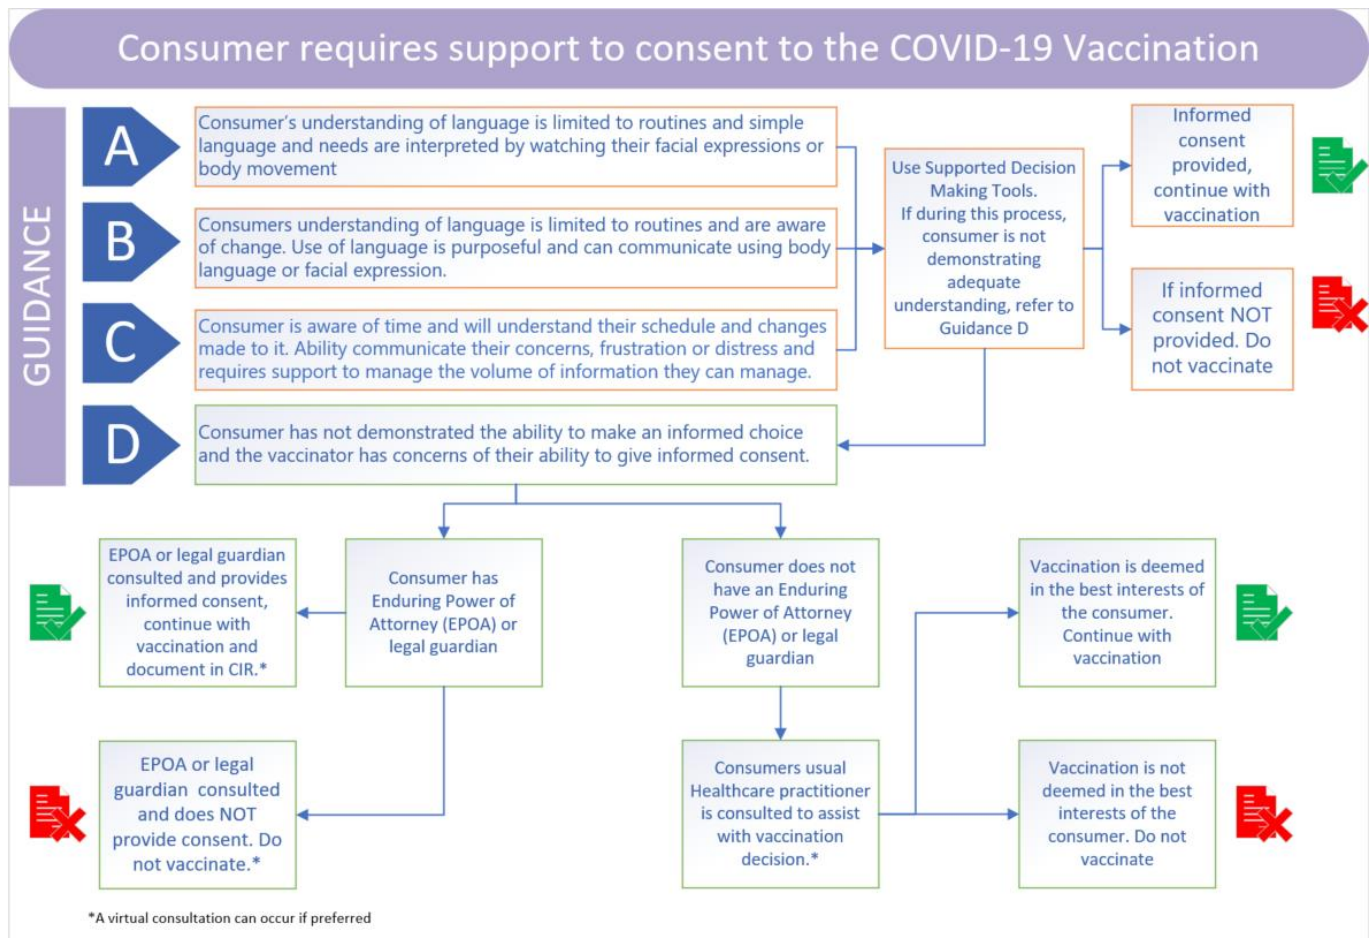 Consumer requires support to consent to the COVID-19 Vaccination
GUIDANCE
A
Consumer's understanding of language is limited to routines and simple
language and needs are interpreted by watching their facial expressions or
body movement
B
Consumers understanding of language is limited to routines and are aware
of change. Use of language is purposeful and can communicate using body
language or facial expression.
C
Consumer is aware of time and will understand their schedule and changes
made to it. Ability communicate their concerns, frustration or distress and
requires support to manage the volume of information they can manage.
D
Consumer has not demonstrated the ability to make an informed choice
and the vaccinator has concerns of their ability to give informed consent.
Use Supported Decision
Making Tools.
If during this process,
consumer is not
demonstrating
adequate
understanding, refer to
Guidance D
Informed
consent
provided,
continue with
vaccination
If informed
consent NOT
provided. Do
not vaccinate
EPOA or legal guardian
consulted and provides
informed consent,
continue with
vaccination and
document in CIR.*
Consumer has
Enduring Power of
Attorney (EPOA) or
legal guardian
Consumer does not
have an Enduring
Power of Attorney
(EPOA) or legal
guardian
Vaccination is deemed
in the best interests of
the consumer.
Continue with
vaccination
EPOA or legal
guardian consulted
and does NOT
provide consent. Do
not vaccinate.*
Consumers usual
Healthcare practitioner
is consulted to assist
with vaccination
decision.*
Vaccination is not
deemed in the best
interests of the
consumer. Do not
vaccinate
*A virtual consultation can occur if preferred